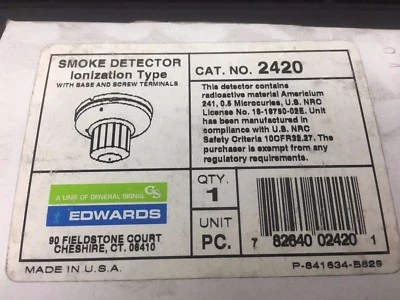 SMOKE DETECTOR
Ionization Type
WITH BASE AND SCREW TERMINALS
CAT. NO. 2420
This detector contains
radioactive material Americium
241, 0.5 Microcuries, U.S. NRC
License No. 18-19750-02E. Unit
has been manufactured in
compliance with U.S. NRC
Safety Criteria 10CFR32.27. The
purchaser is exempt from any
regulatory requirements.
A UNIT OF GENERAL SIGNAL GS
EDWARDS
90 FIELDSTONE COURT
CHESHIRE, CT. 06410
QTY.
1
UNIT
PC.
7 82640 02420 1
MADE IN U.S.A.
P-841634-B629